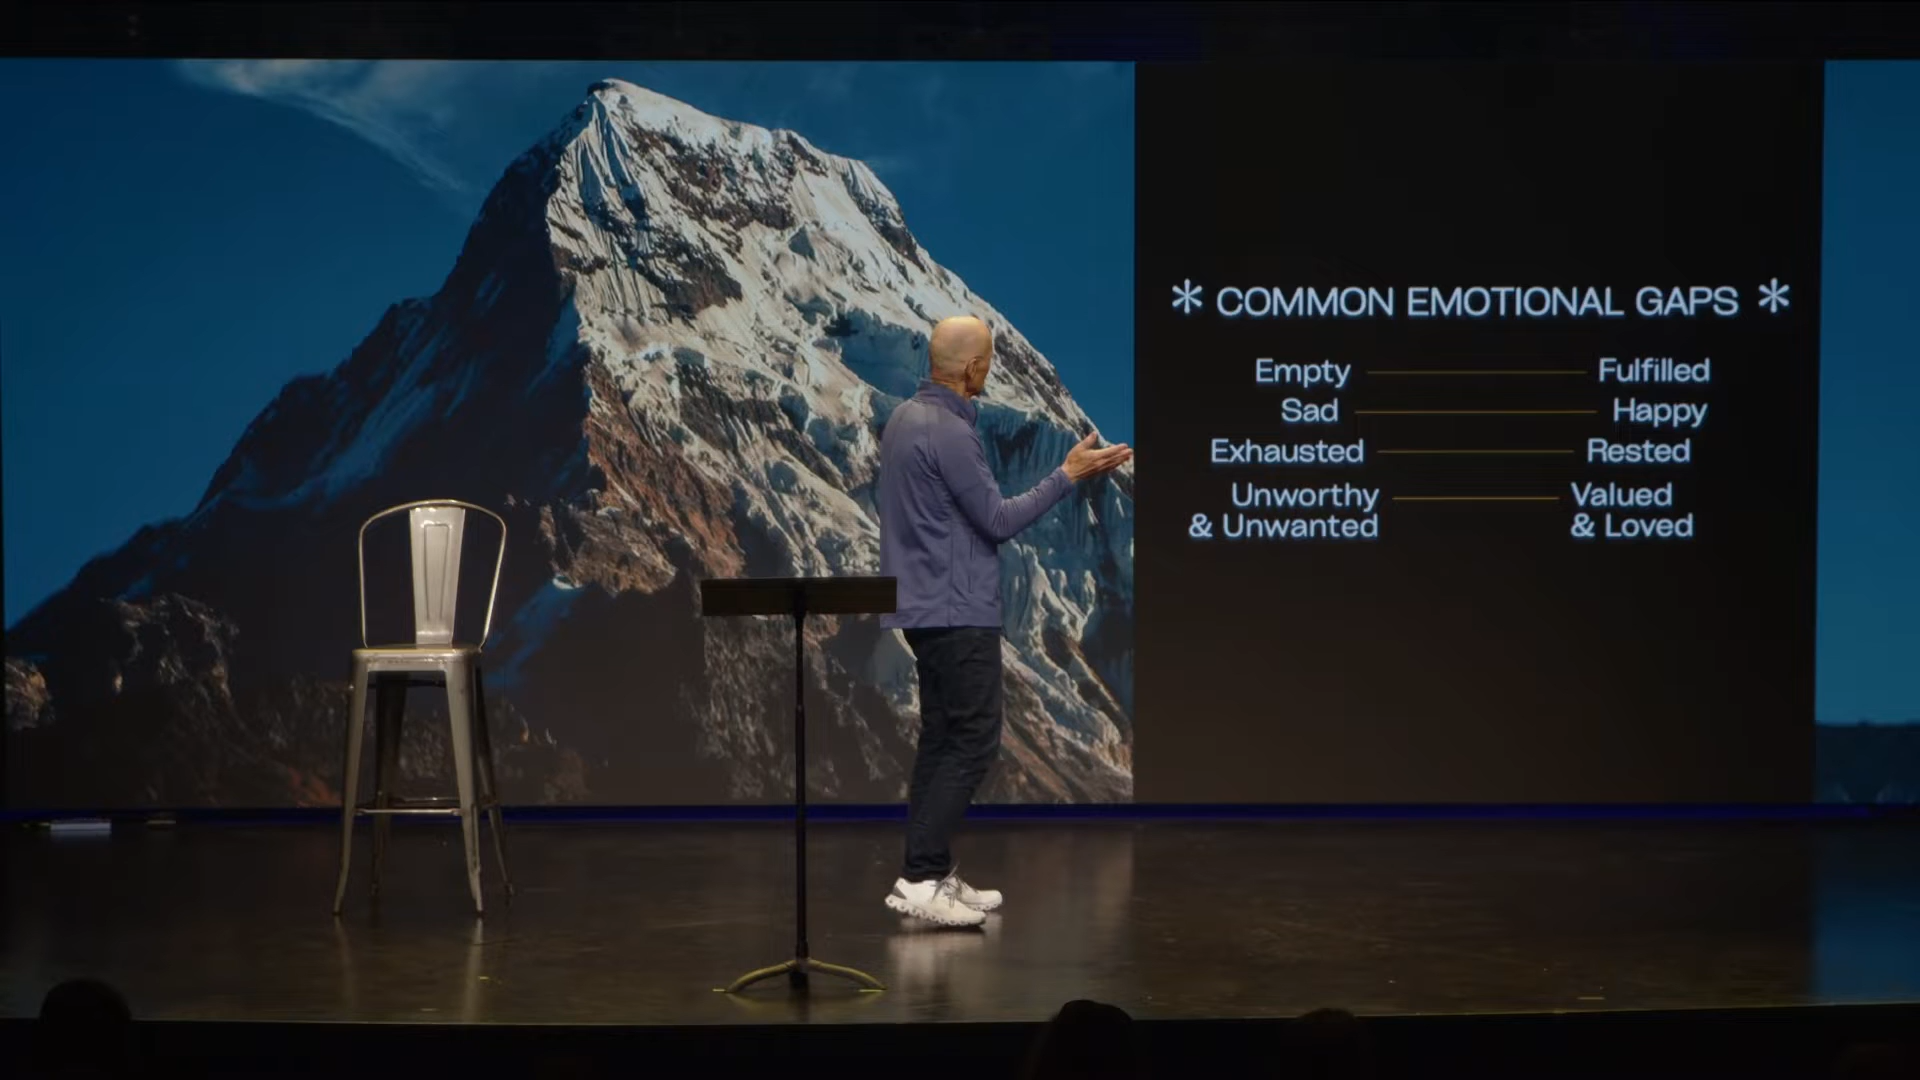 * COMMON EMOTIONAL GAPS *
Empty Fulfilled
Sad Happy
Exhausted Rested
Unworthy Valued
& Unwanted & Loved